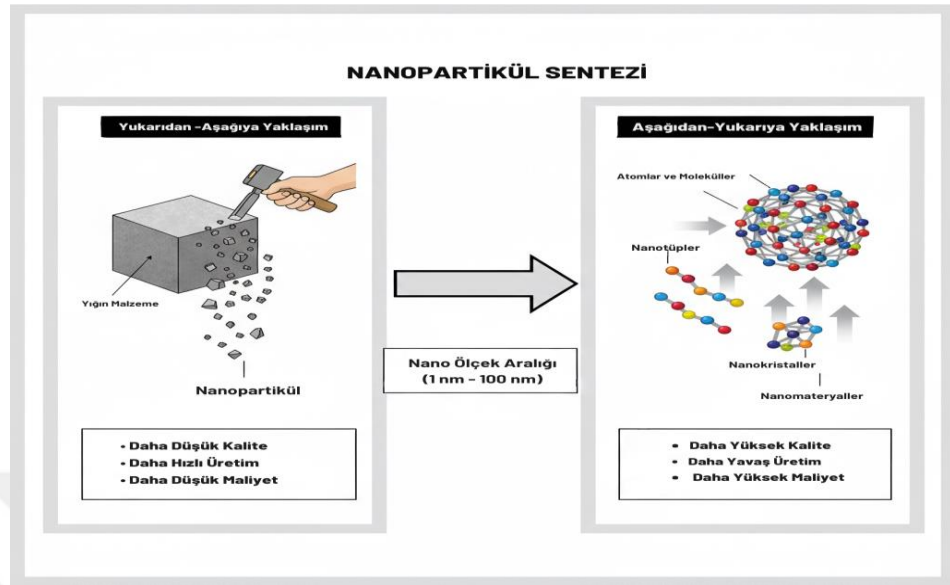 NANOPARTİKÜL SENTEZİ
Yukarıdan –Aşağıya Yaklaşım
Yığın Malzeme
Nanopartikül
• Daha Düşük Kalite
• Daha Hızlı Üretim
• Daha Düşük Maliyet
Nano Ölçek Aralığı
(1 nm – 100 nm)
Aşağıdan–Yukarıya Yaklaşım
Atomlar ve Moleküller
Nanotüpler
Nanokristaller
Nanomateryaller
• Daha Yüksek Kalite
• Daha Yavaş Üretim
• Daha Yüksek Maliyet